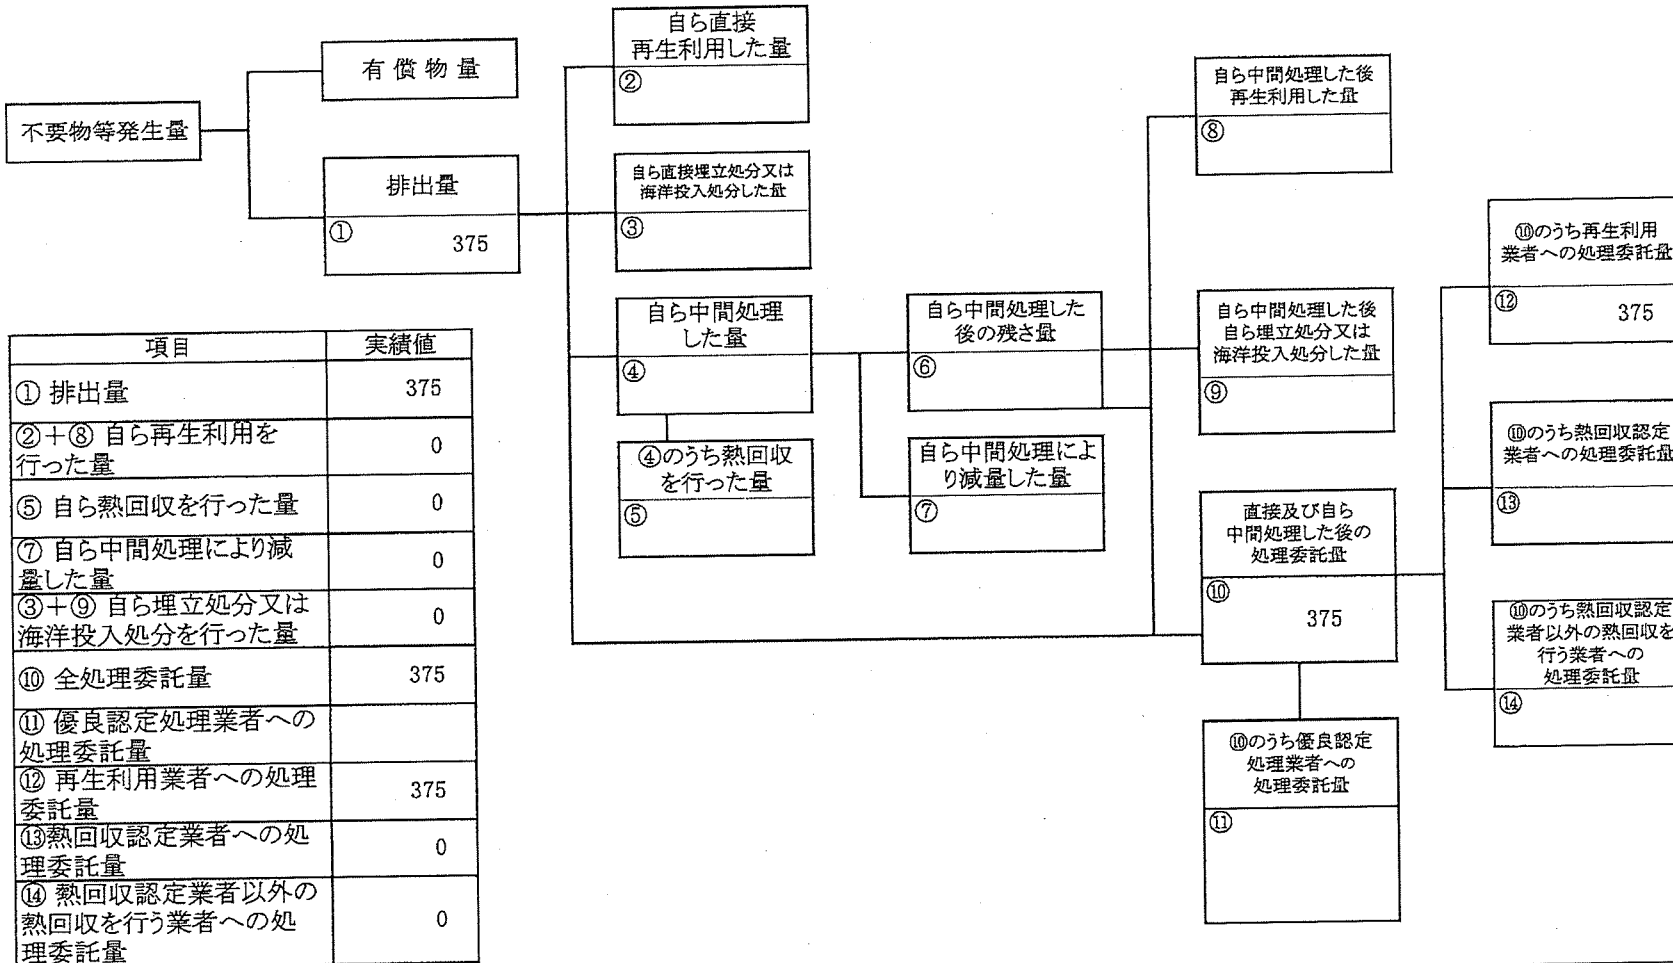 不要物等発生量
有償物量
排出量
①
375
自ら直接
再生利用した量
②
自ら直接埋立処分又は
海洋投入処分した量
③
自ら中間処理
した量
④
④のうち熱回収
を行った量
⑤
自ら中間処理した
後の残さ量
⑥
自ら中間処理によ
り減量した量
⑦
自ら中間処理した後
再生利用した量
⑧
自ら中間処理した後
自ら埋立処分又は
海洋投入処分した量
⑨
直接及び自ら
中間処理した後の
処理委託量
⑩
375
⑩のうち優良認定
処理業者への
処理委託量
⑪
⑩のうち再生利用
業者への処理委託量
⑫
375
⑩のうち熱回収認定
業者への処理委託量
⑬
⑩のうち熱回収認定
業者以外の熱回収を
行う業者への
処理委託量
⑭
項目 実績値
① 排出量 375
②+⑧ 自ら再生利用を
行った量 0
⑤ 自ら熱回収を行った量 0
⑦ 自ら中間処理により減
量した量 0
③+⑨ 自ら埋立処分又は
海洋投入処分を行った量 0
⑩ 全処理委託量 375
⑪ 優良認定処理業者への
処理委託量
⑫ 再生利用業者への処理
委託量 375
⑬熱回収認定業者への処
理委託量 0
⑭ 熱回収認定業者以外の
熱回収を行う業者への処
理委託量 0